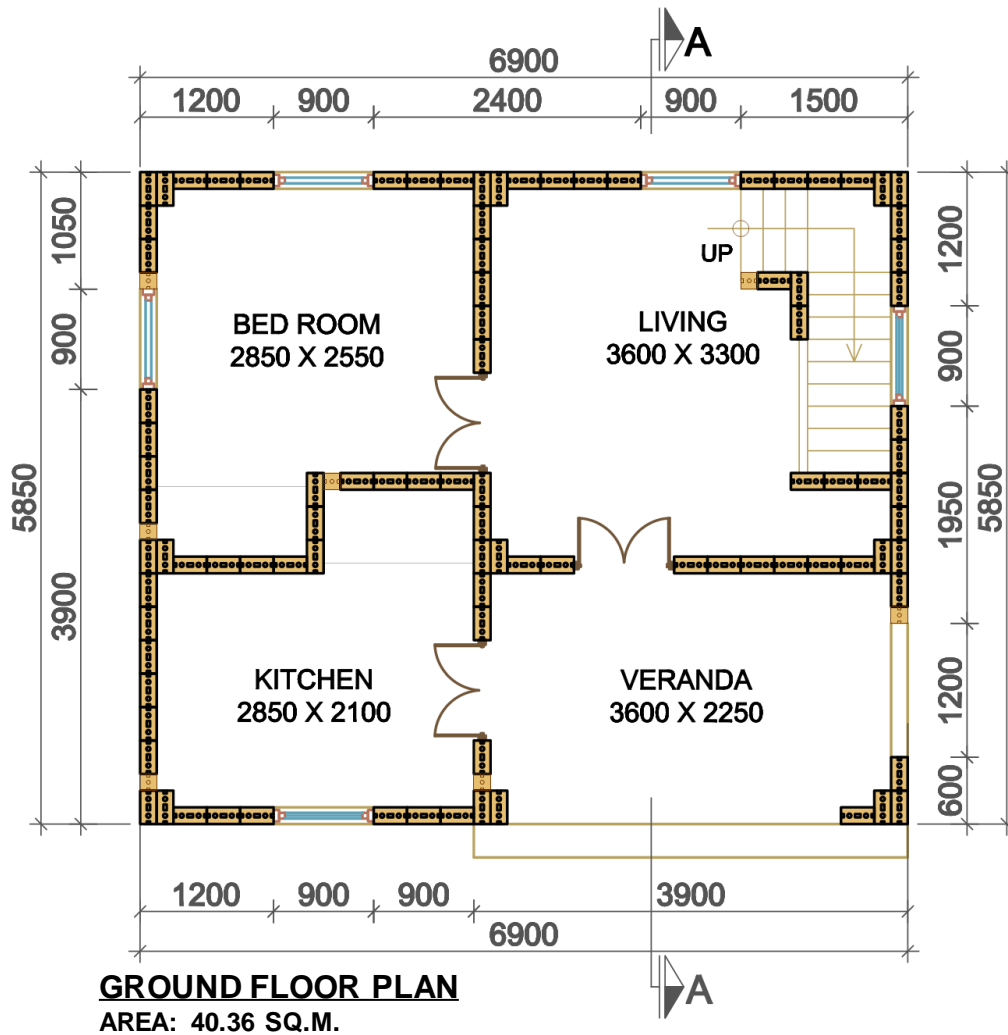 A
6900
1200 900 2400 900 1500
1050
900
3900
5850
1200
900
1950
1200
600
5850
UP
BED ROOM
2850 X 2550
LIVING
3600 X 3300
KITCHEN
2850 X 2100
VERANDA
3600 X 2250
1200 900 900 3900
6900
A
GROUND FLOOR PLAN
AREA: 40.36 SQ.M.